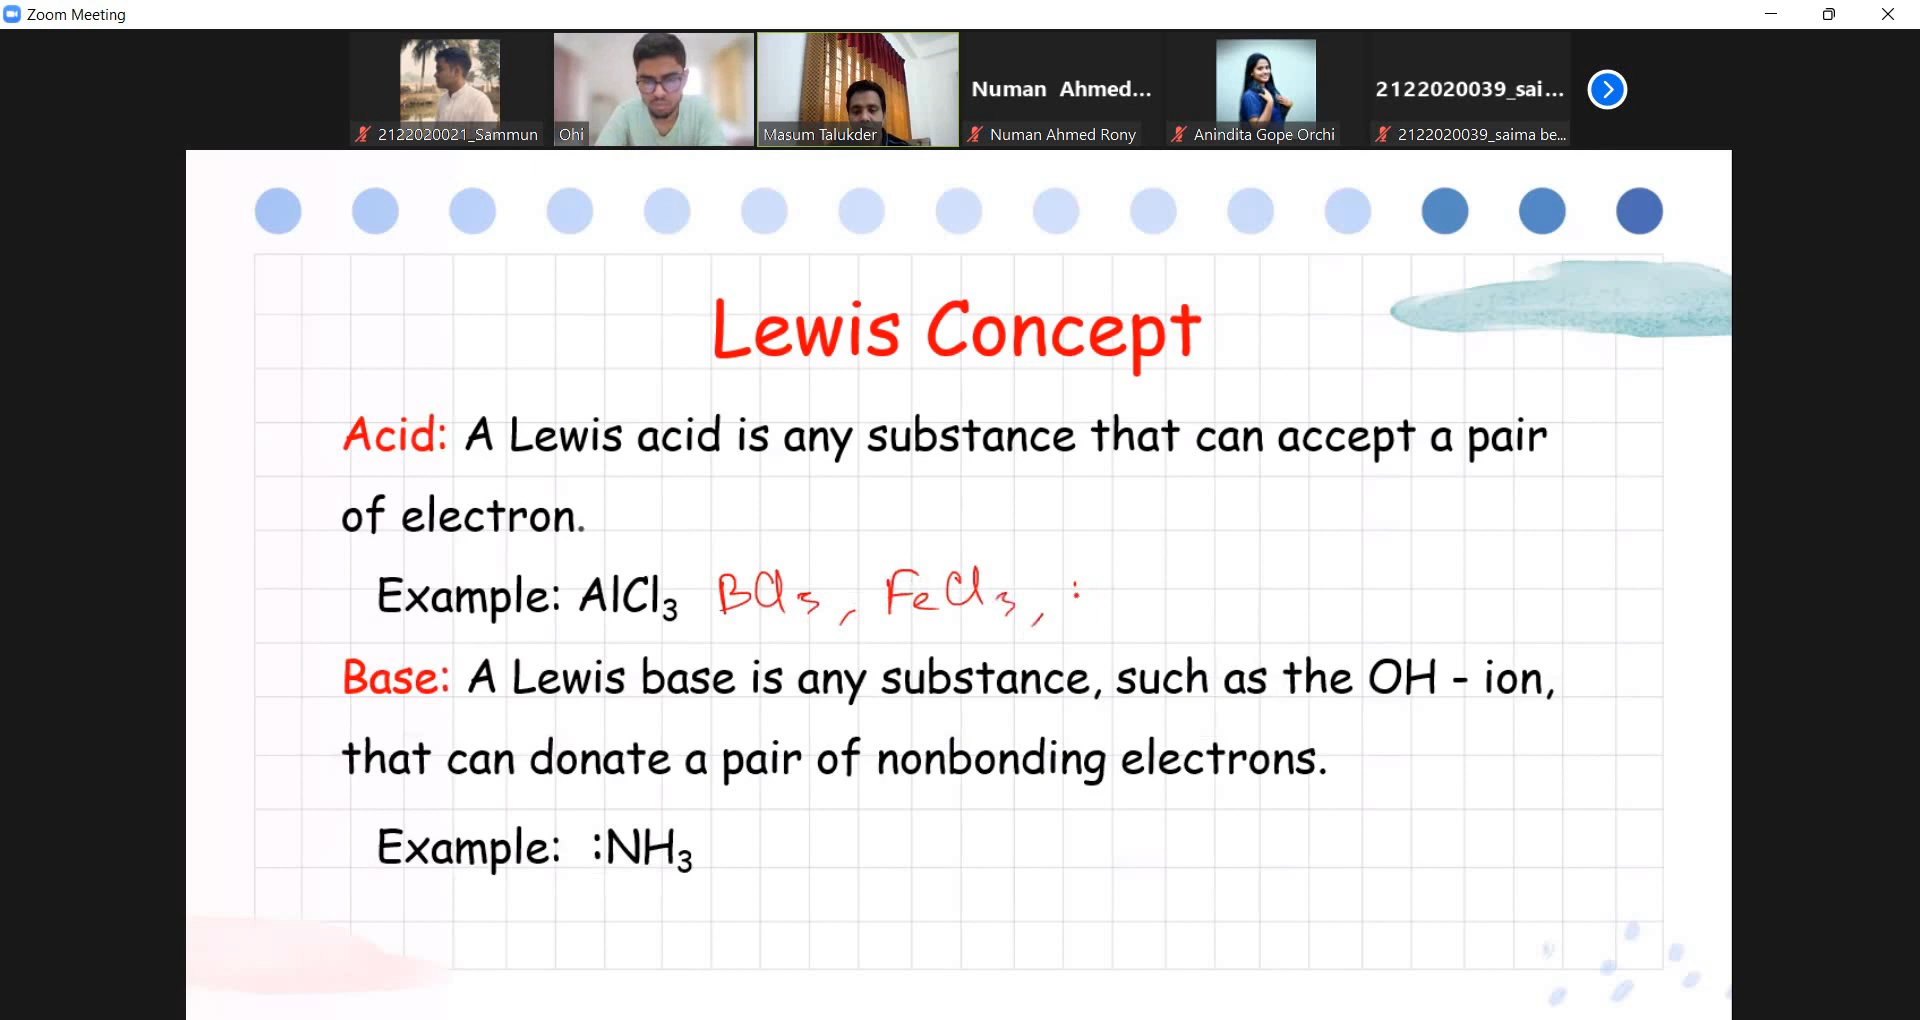 Zoom Meeting
Numan Ahmed...
2122020039_sai...
2122020021_Sammun
Ohi
Masum Talukder
Numan Ahmed Rony
Anindita Gope Orchi
2122020039_saima be...
Lewis Concept
Acid: A Lewis acid is any substance that can accept a pair
of electron.
Example: AlCl₃ BCl₃, FeCl₃, :
Base: A Lewis base is any substance, such as the OH - ion,
that can donate a pair of nonbonding electrons.
Example: :NH₃